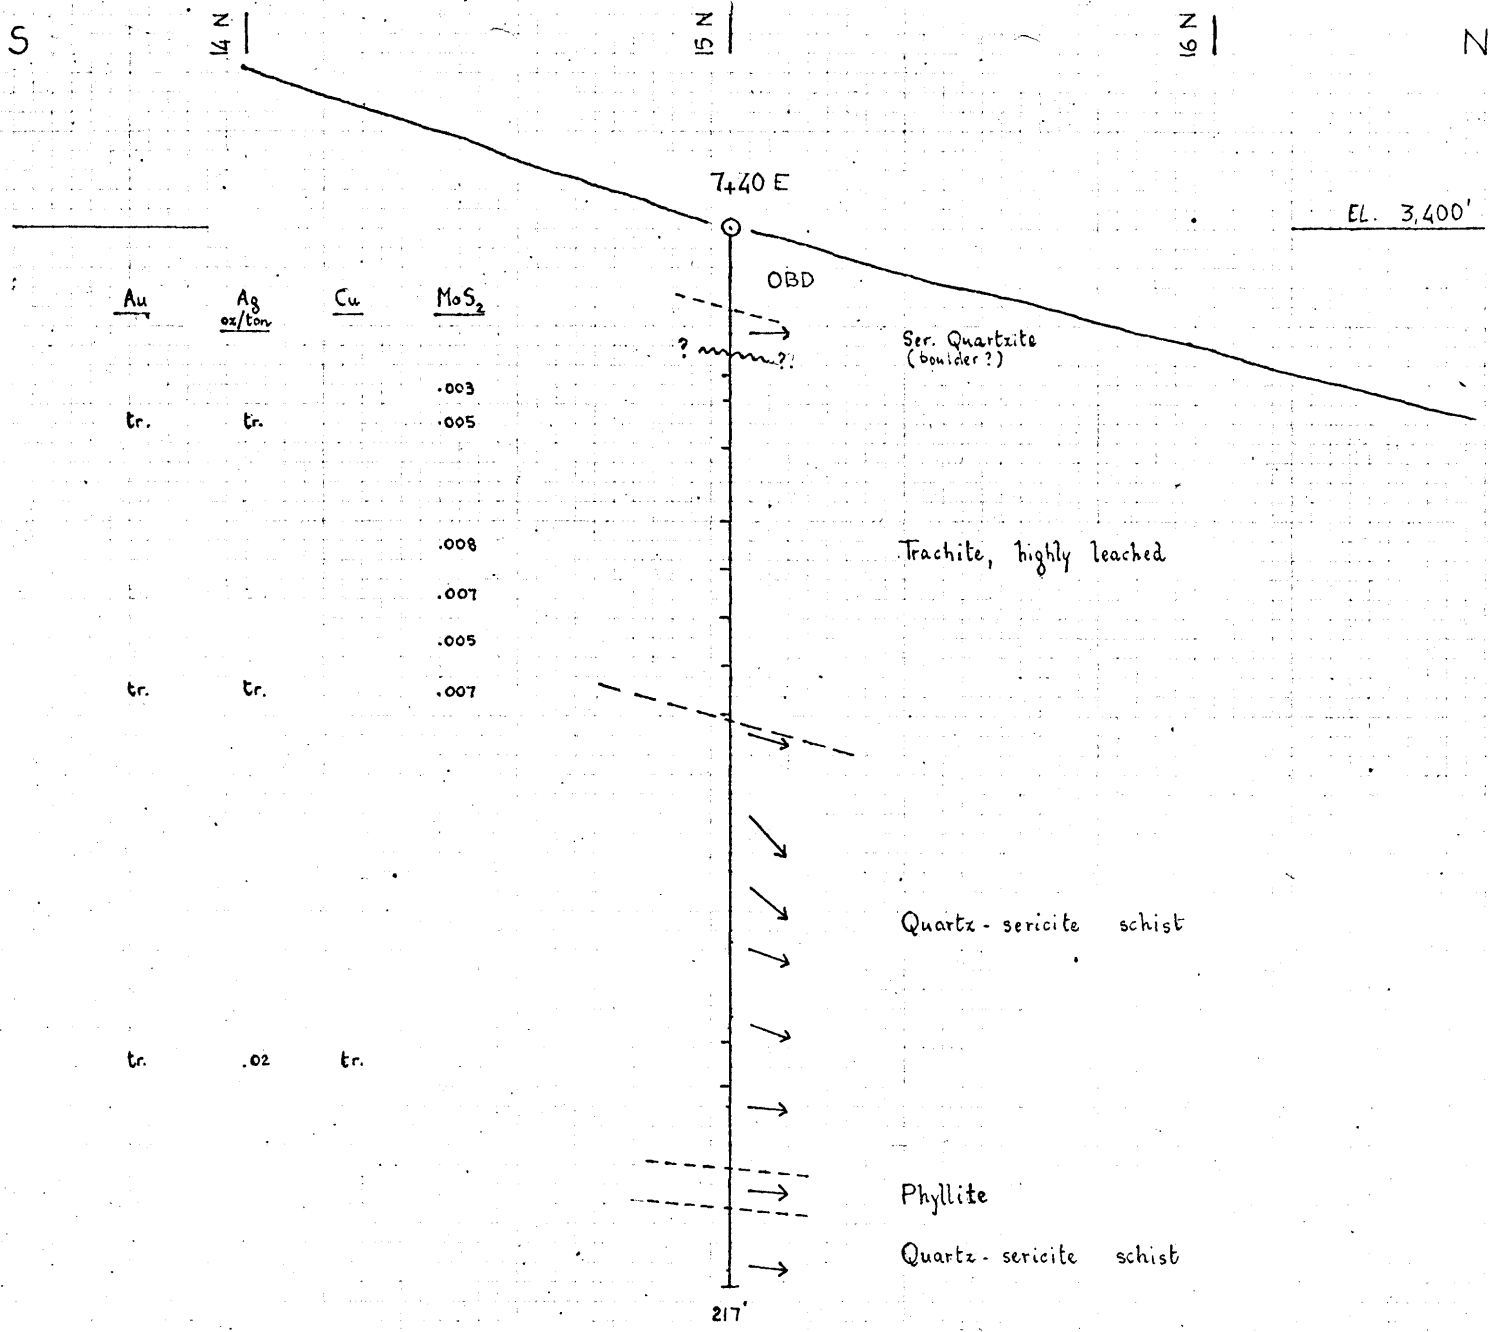 S
14 N
15 N
16 N
N
7+40 E
EL. 3,400'
OBD
Au Ag Cu MoS₂
oz/ton
Ser. Quartzite
(boulder?)
? ?
.003
tr. tr. .005
.008
Trachite, highly leached
.007
.005
tr. tr. .007
Quartz - sericite schist
tr. .02 tr.
Phyllite
Quartz - sericite schist
217'